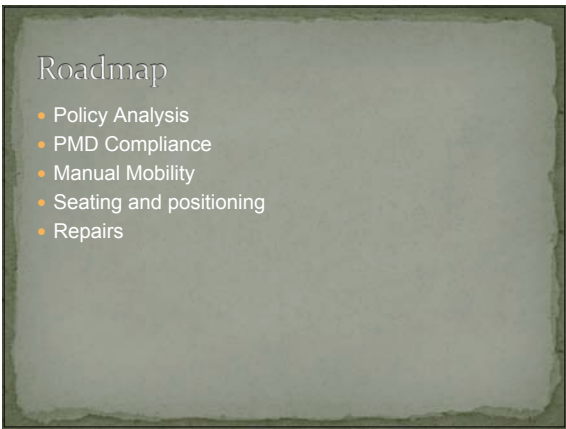 Roadmap
• Policy Analysis
• PMD Compliance
• Manual Mobility
• Seating and positioning
• Repairs